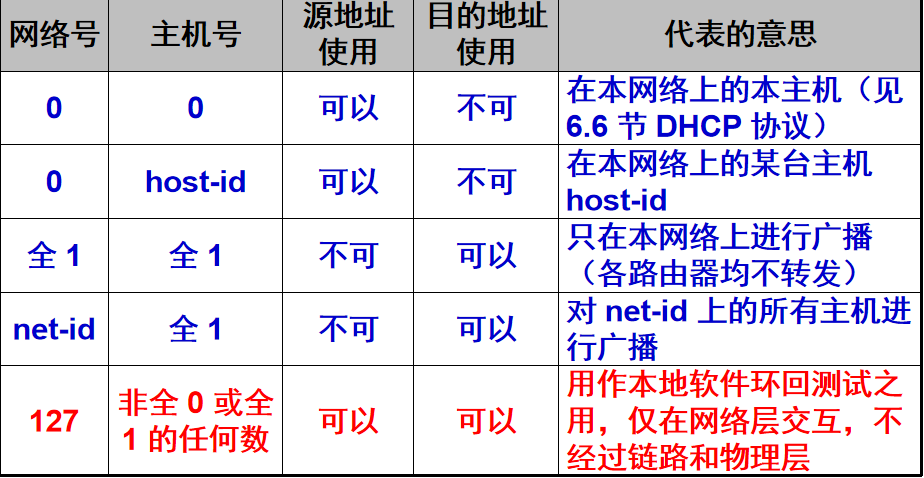 网络号 主机号 源地址使用 目的地址使用 代表的意思
0 0 可以 不可 在本网络上的本主机（见
6.6 节 DHCP 协议）
0 host-id 可以 不可 在本网络上的某台主机
host-id
全 1 全 1 不可 可以 只在本网络上进行广播
（各路由器均不转发）
net-id 全 1 不可 可以 对 net-id 上的所有主机进
行广播
127 非全 0 或全
1 的任何数 可以 可以 用作本地软件环回测试之
用，仅在网络层交互，不
经过链路和物理层